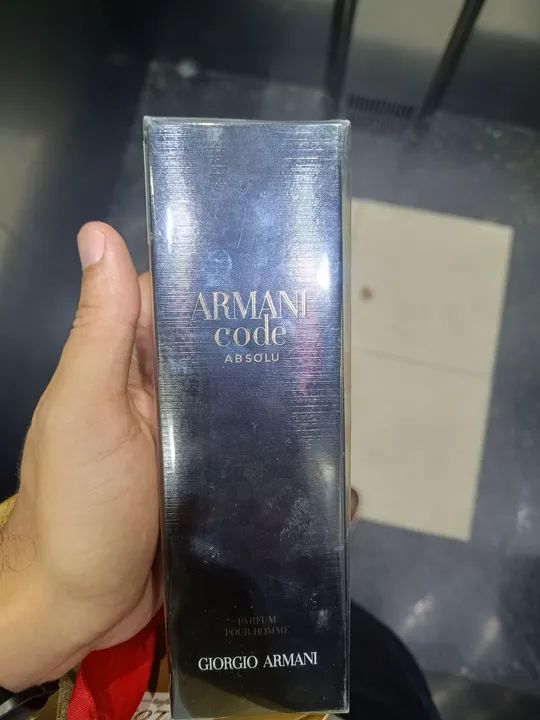 ARMANI
code
ABSOLU
PARFUM
POUR HOMME
GIORGIO ARMANI